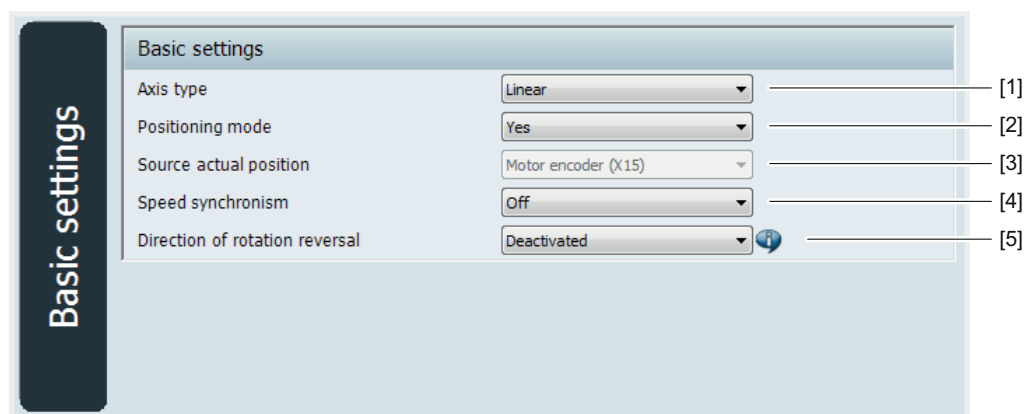 Basic settings
Basic settings
Axis type Linear [1]
Positioning mode Yes [2]
Source actual position Motor encoder (X15) [3]
Speed synchronism Off [4]
Direction of rotation reversal Deactivated [5]